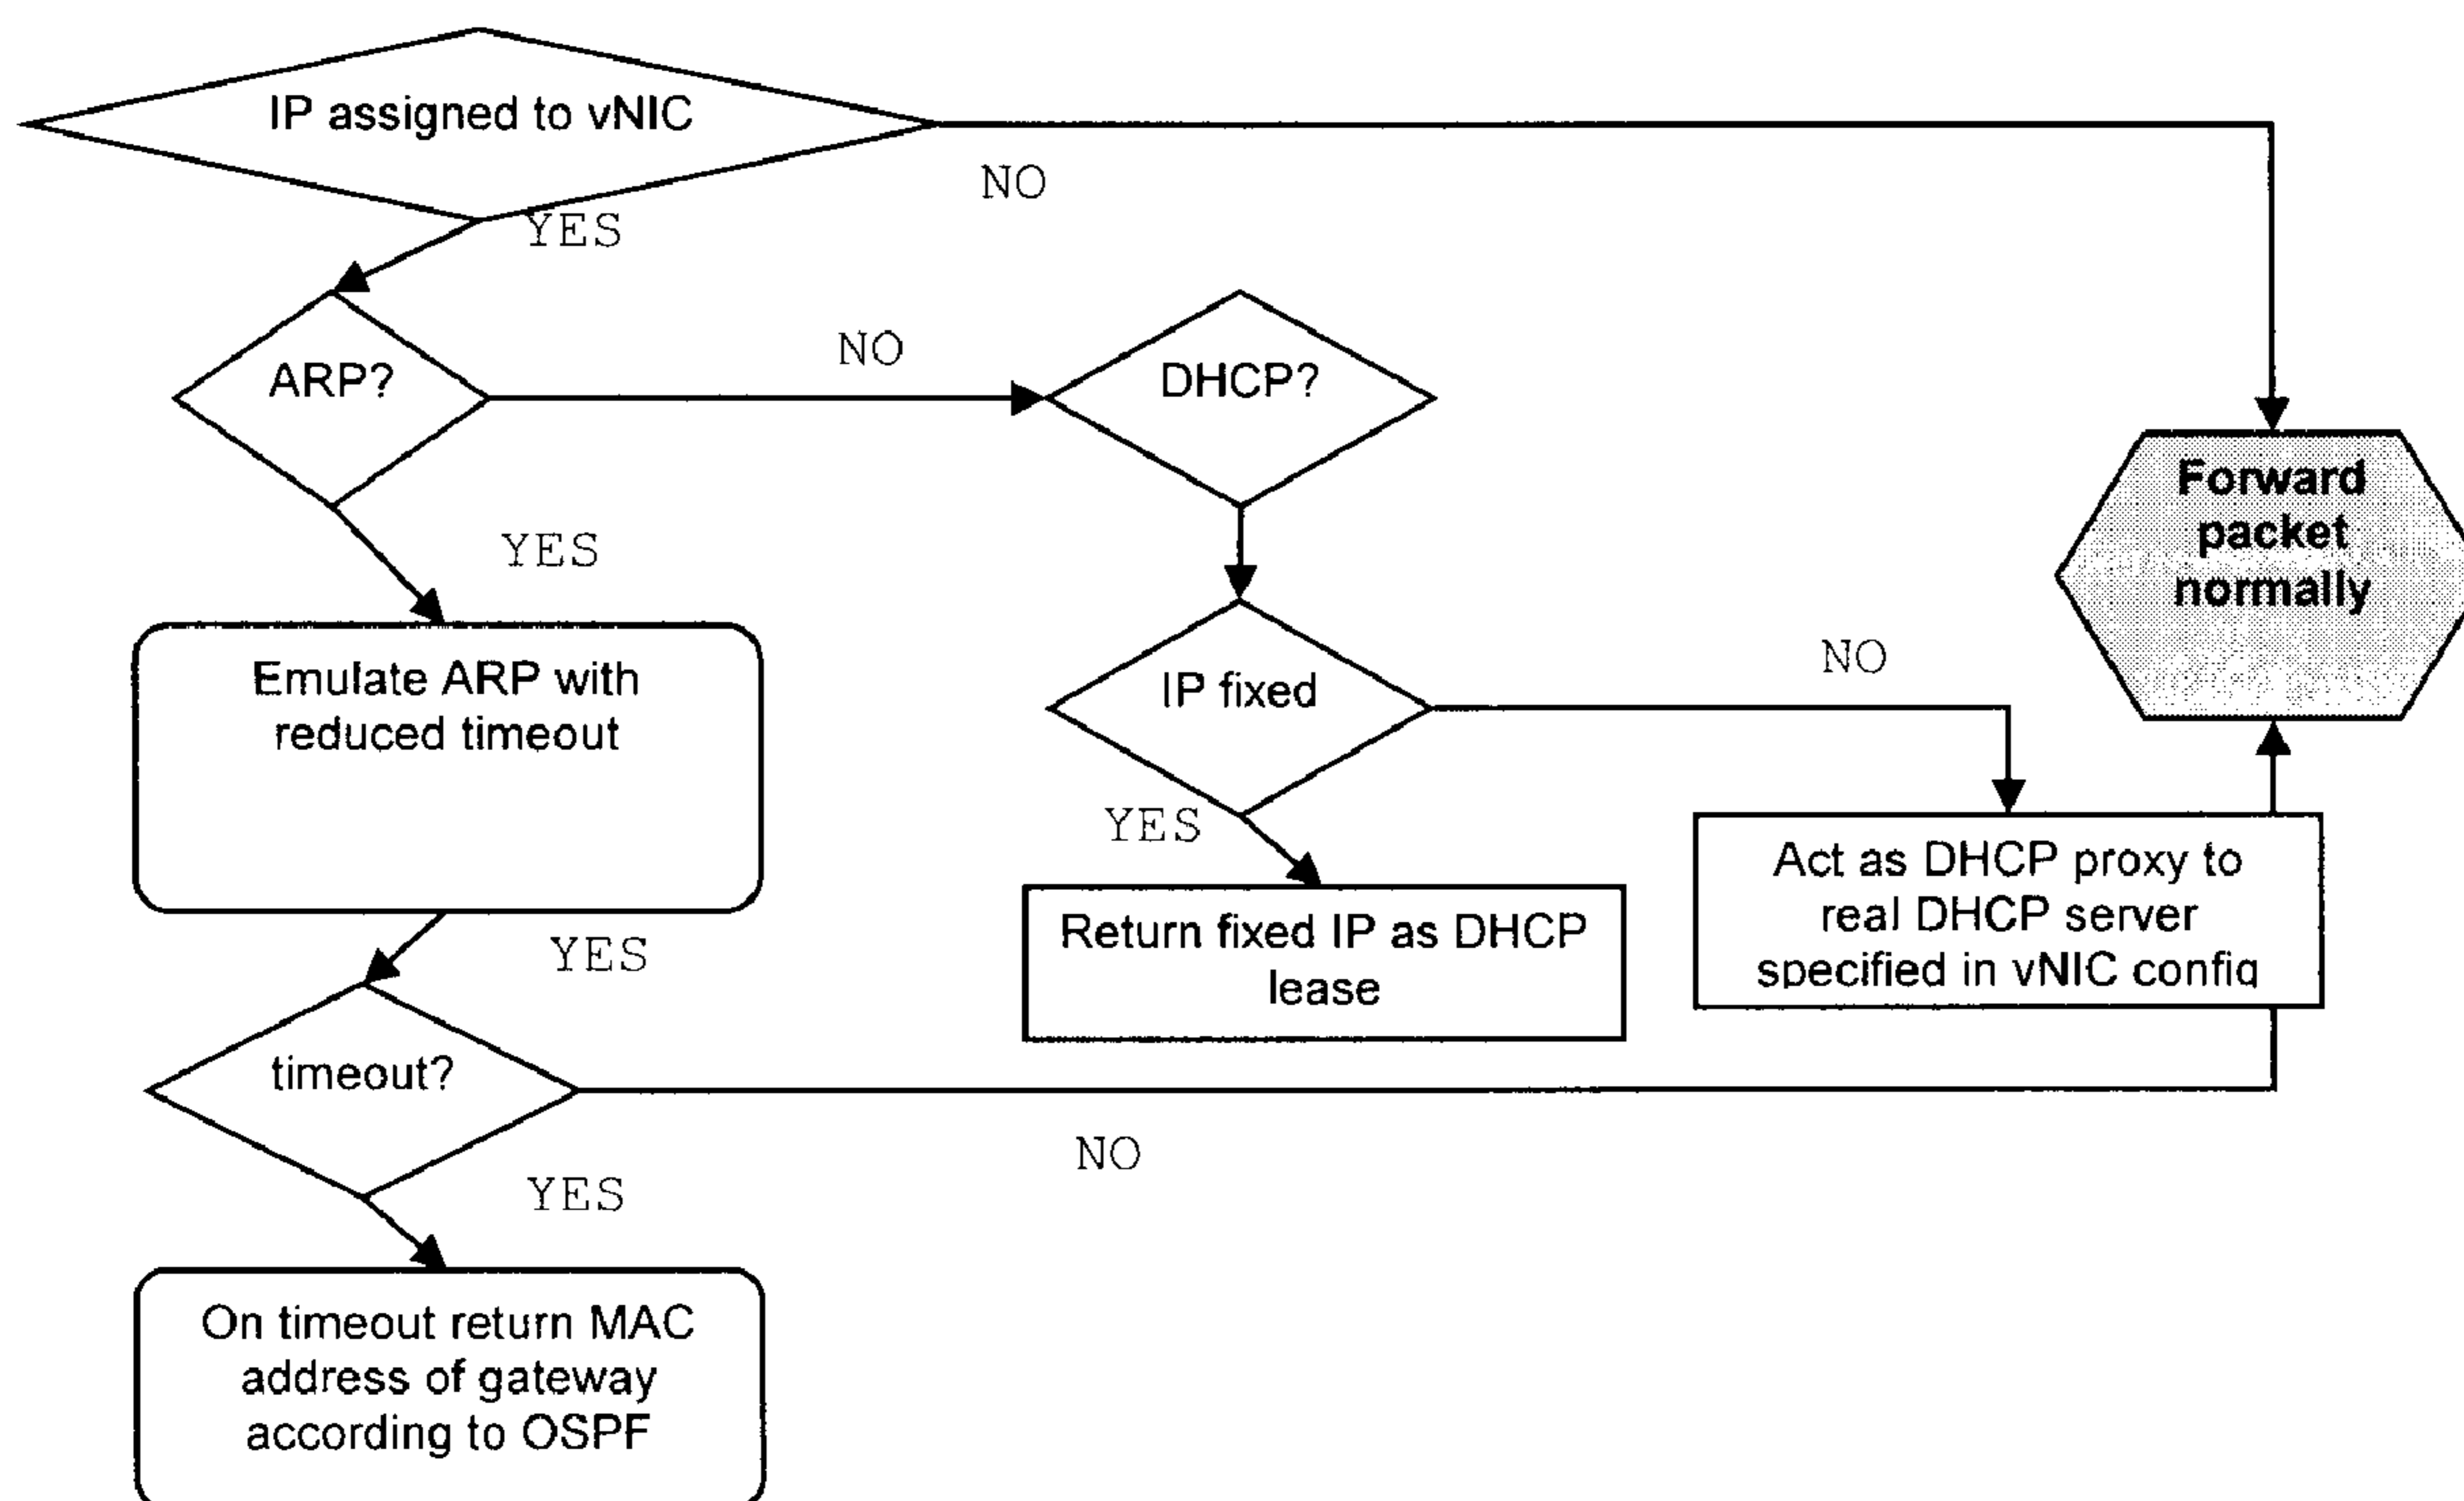 IP assigned to vNIC
NO
YES
ARP?
NO
DHCP?
Forward
packet
normally
YES
Emulate ARP with
reduced timeout
IP fixed
NO
YES
Return fixed IP as DHCP
lease
Act as DHCP proxy to
real DHCP server
specified in vNIC config
YES
timeout?
NO
YES
On timeout return MAC
address of gateway
according to OSPF